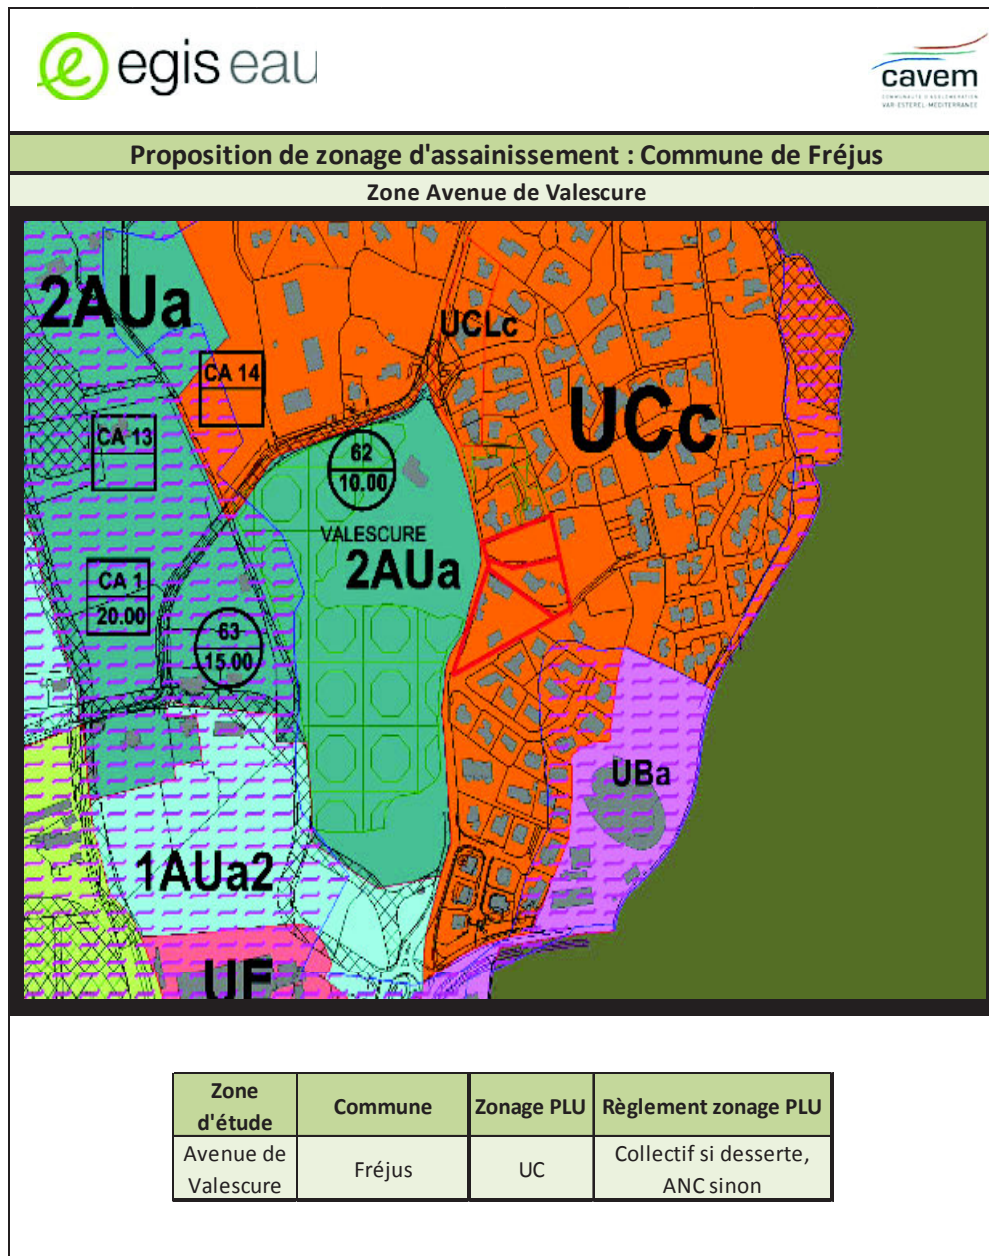 egis eau
cavem
COMMUNAUTÉ D'AGGLOMÉRATION
VAR-ESTEREL-MEDITERRANEE
Proposition de zonage d'assainissement : Commune de Fréjus
Zone Avenue de Valescure
2AUa
UCLc
CA 14
UCc
CA 13
62
10.00
VALESCURE
2AUa
CA 1
20.00
63
15.00
UBa
1AUa2
UF
Zone
d'étude
Commune
Zonage PLU
Règlement zonage PLU
Avenue de
Valescure
Fréjus
UC
Collectif si desserte,
ANC sinon